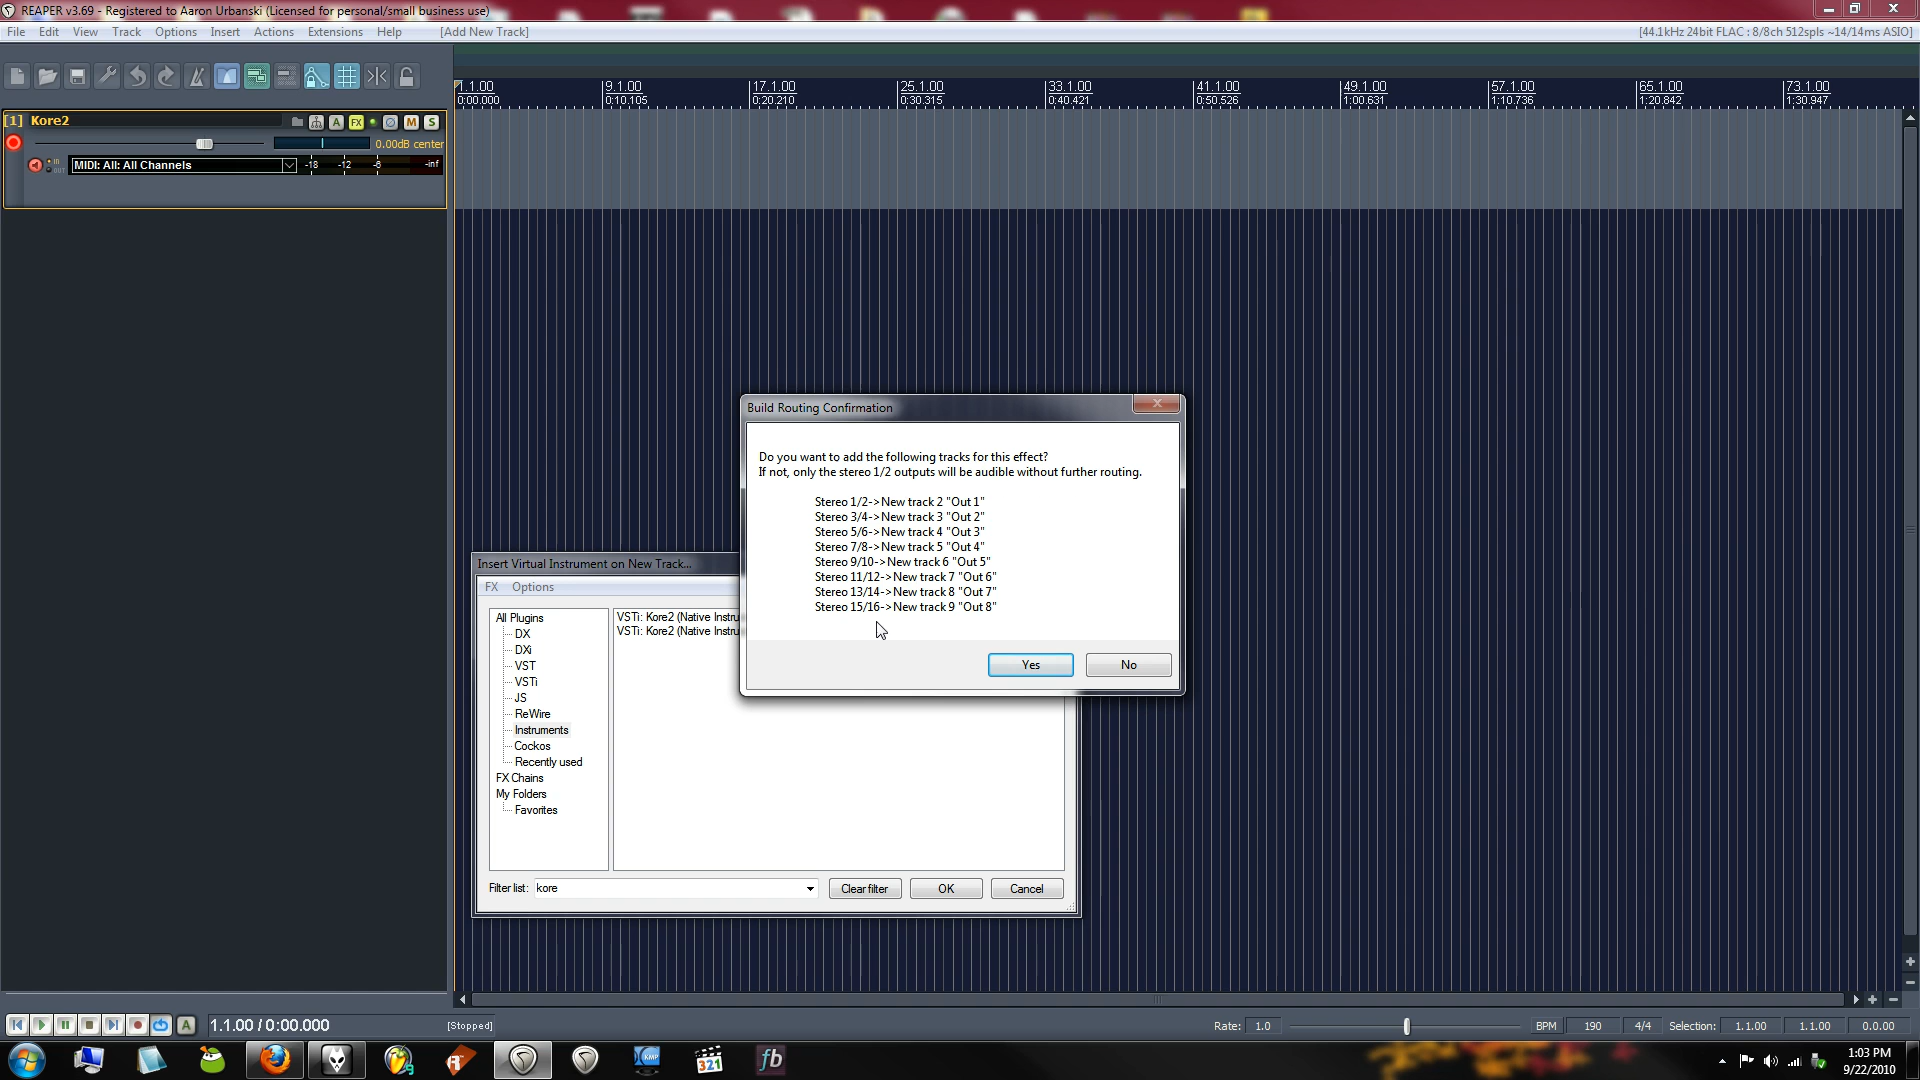 REAPER v3.69 - Registered to Aaron Urbanski (Licensed for personal/small business use)
File Edit View Track Options Insert Actions Extensions Help [Add New Track] [44.1kHz 24bit FLAC : 8/8ch 512spls ~14/14ms ASIO]
1.1.00 9.1.00 17.1.00 25.1.00 33.1.00 41.1.00 49.1.00 57.1.00 65.1.00 73.1.00
0:00.000 0:10.105 0:20.210 0:30.315 0:40.421 0:50.526 1:00.631 1:10.736 1:20.842 1:30.947
[1] Kore2 A FX M S
0.00dB center
IN
OUT
MIDI: All: All Channels -18 -12 -6 -inf
Build Routing Confirmation
Do you want to add the following tracks for this effect?
If not, only the stereo 1/2 outputs will be audible without further routing.
Stereo 1/2->New track 2 "Out 1"
Stereo 3/4->New track 3 "Out 2"
Stereo 5/6->New track 4 "Out 3"
Stereo 7/8->New track 5 "Out 4"
Stereo 9/10->New track 6 "Out 5"
Stereo 11/12->New track 7 "Out 6"
Stereo 13/14->New track 8 "Out 7"
Stereo 15/16->New track 9 "Out 8"
Yes No
Insert Virtual Instrument on New Track...
FX Options
All Plugins
DX
DXi
VST
VSTi
JS
ReWire
Instruments
Cockos
Recently used
FX Chains
My Folders
Favorites
VSTi: Kore2 (Native Instru
VSTi: Kore2 (Native Instru
Filter list: kore Clear filter OK Cancel
A 1.1.00 / 0:00.000 [Stopped] Rate: 1.0 BPM 190 4/4 Selection: 1.1.00 1.1.00 0.0.00
KMP 321 fb
1:03 PM
9/22/2010